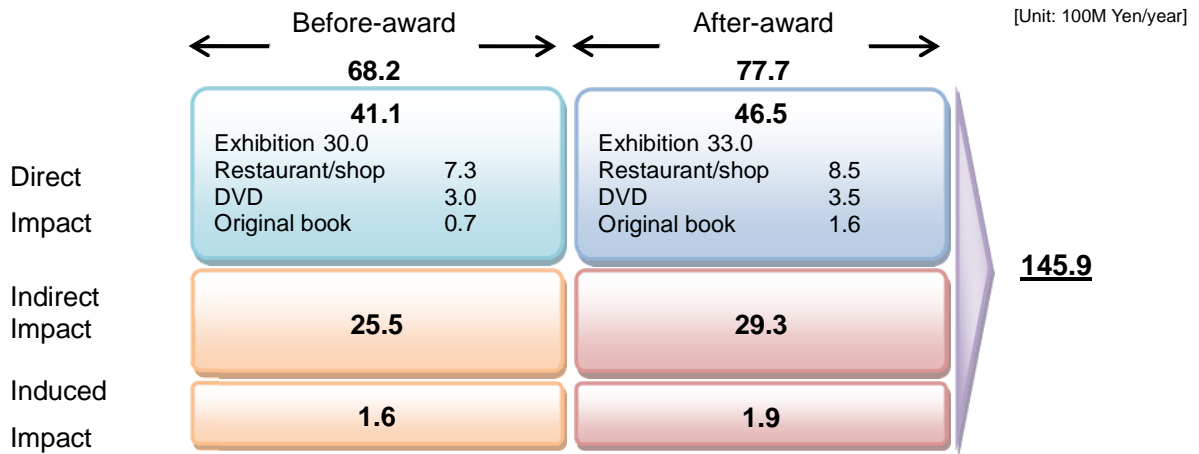 Before-award After-award [Unit: 100M Yen/year]
68.2 77.7
41.1
Exhibition 30.0
Restaurant/shop 7.3
DVD 3.0
Original book 0.7
46.5
Exhibition 33.0
Restaurant/shop 8.5
DVD 3.5
Original book 1.6
Direct
Impact
145.9
Indirect
Impact
25.5 29.3
Induced
Impact
1.6 1.9